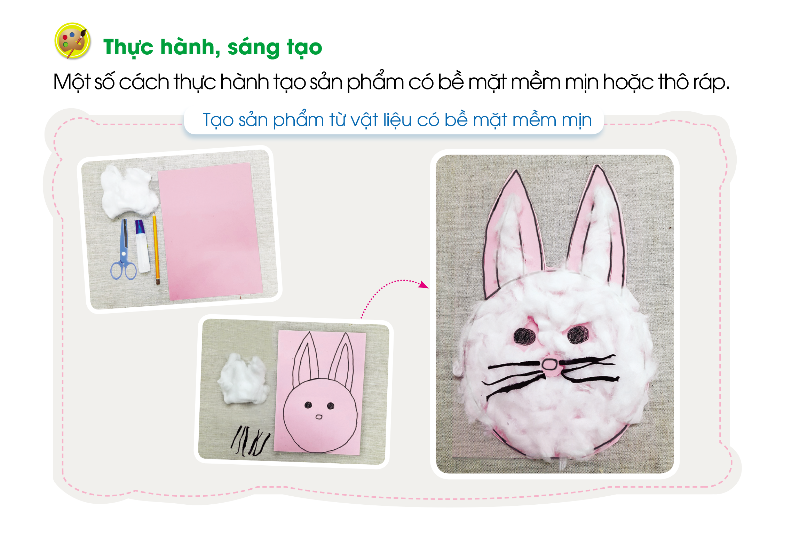 Thực hành, sáng tạo
Một số cách thực hành tạo sản phẩm có bề mặt mềm mịn hoặc thô ráp.
Tạo sản phẩm từ vật liệu có bề mặt mềm mịn